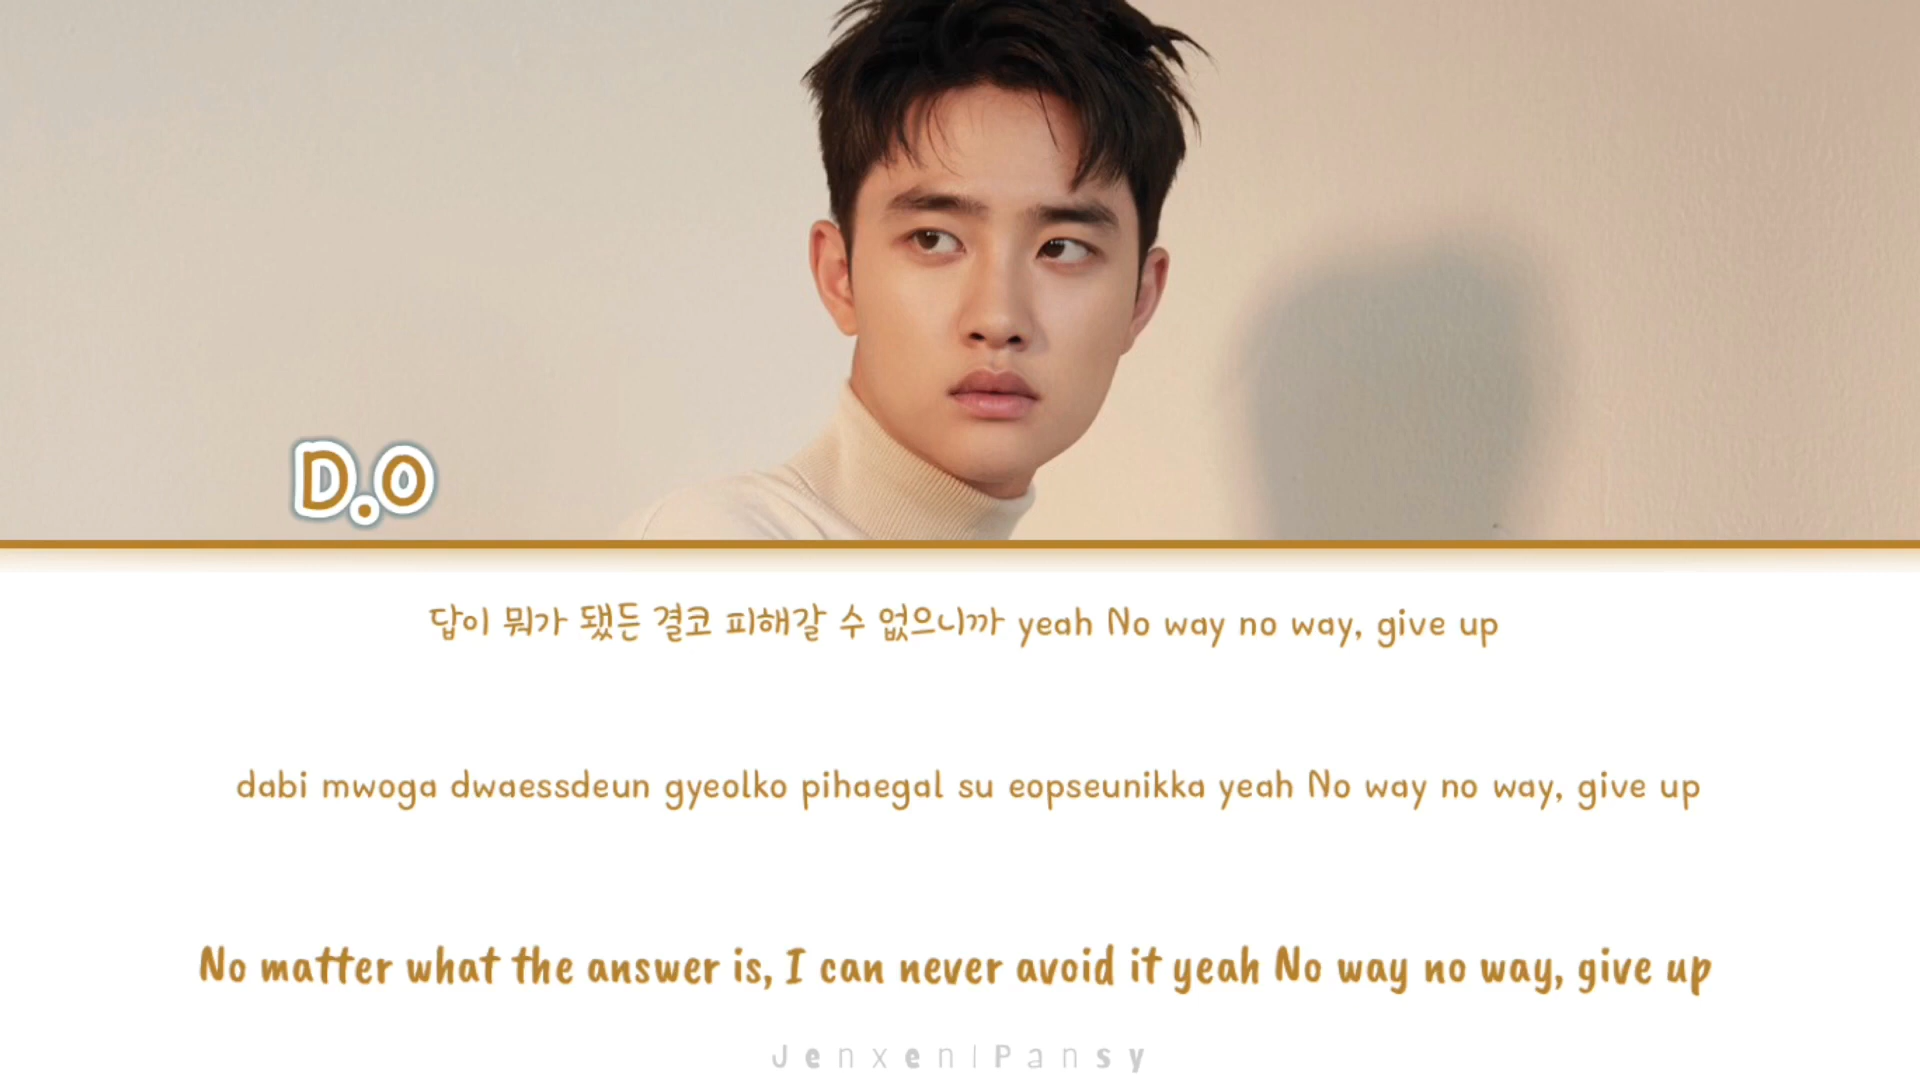 D.O
답이 뭐가 됐든 결코 피해갈 수 없으니까 yeah No way no way, give up
dabi mwoga dwaessdeun gyeolko pihaegal su eopseunikka yeah No way no way, give up
No matter what the answer is, I can never avoid it yeah No way no way, give up
Jenxen|Pansy